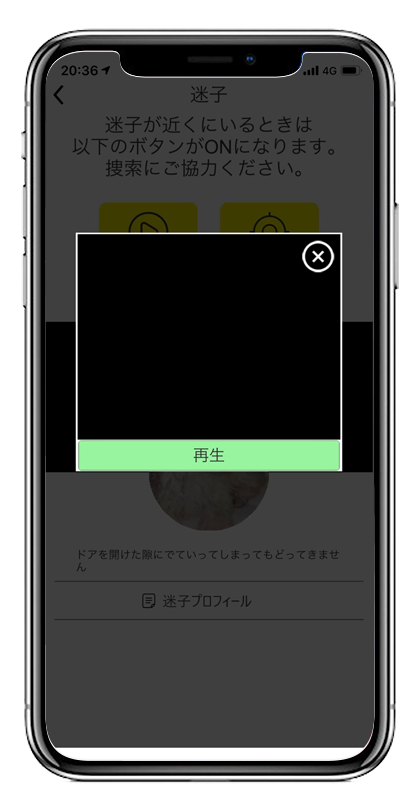 20:36 4G
迷子
迷子が近くにいるときは
以下のボタンがONになります。
捜索にご協力ください。
再生
ドアを開けた隙にでていってしまってもどってきませ
ん
迷子プロフィール